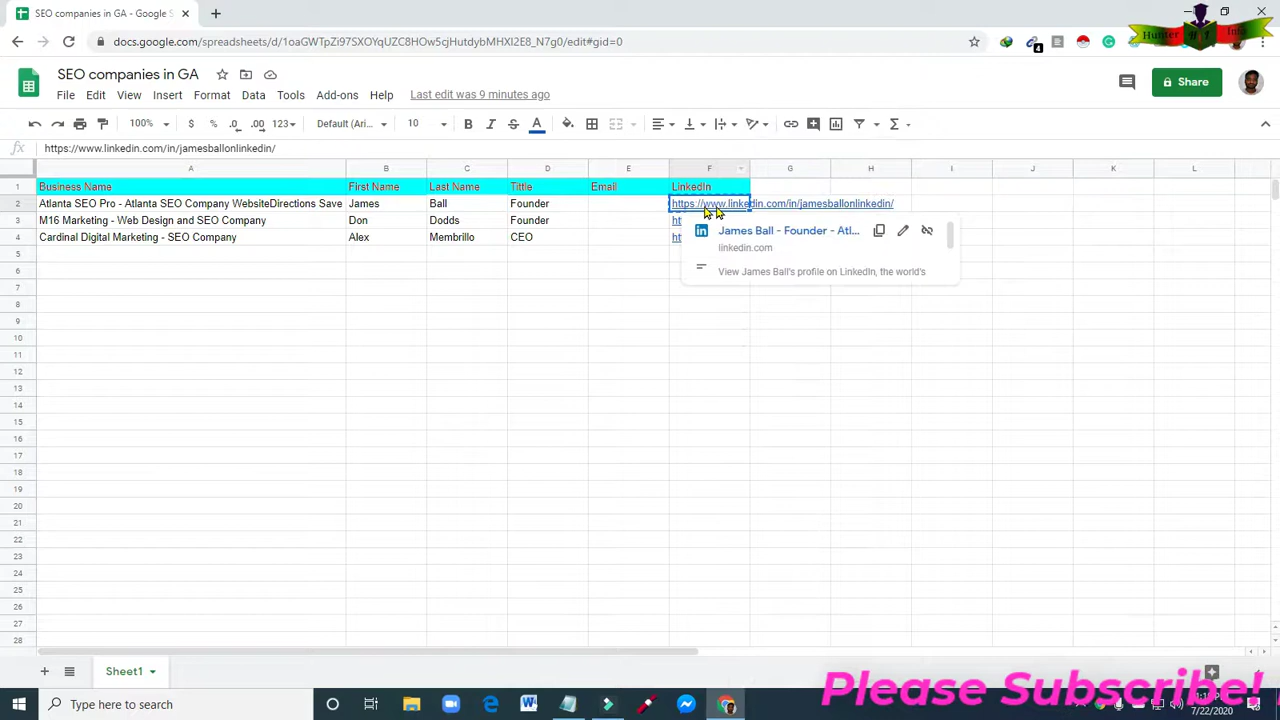 SEO companies in GA - Google S
docs.google.com/spreadsheets/d/1oaGWTpZi97SXOYgUZC8HOw3CHuhtdyJaUXI2E8_N7g0/edit#gid=0
4
Hunter H I Info
SEO companies in GA
File Edit View Insert Format Data Tools Add-ons Help Last edit was 9 minutes ago
Share
100% $ % .0 .00 123 Default (Ari... 10 B I S A Σ
fx https://www.linkedin.com/in/jamesballonlinkedin/
A B C D E F G H I J K L
1 Business Name First Name Last Name Tittle Email LinkedIn
2 Atlanta SEO Pro - Atlanta SEO Company WebsiteDirections Save James Ball Founder https://www.linkedin.com/in/jamesballonlinkedin/
3 M16 Marketing - Web Design and SEO Company Don Dodds Founder ht
4 Cardinal Digital Marketing - SEO Company Alex Membrillo CEO ht
in James Ball - Founder - Atl...
linkedin.com
View James Ball's profile on LinkedIn, the world's
5
6
7
8
9
10
11
12
13
14
15
16
17
18
19
20
21
22
23
24
25
26
27
28
Sheet1
Please Subscribe!
Type here to search
7/22/2020